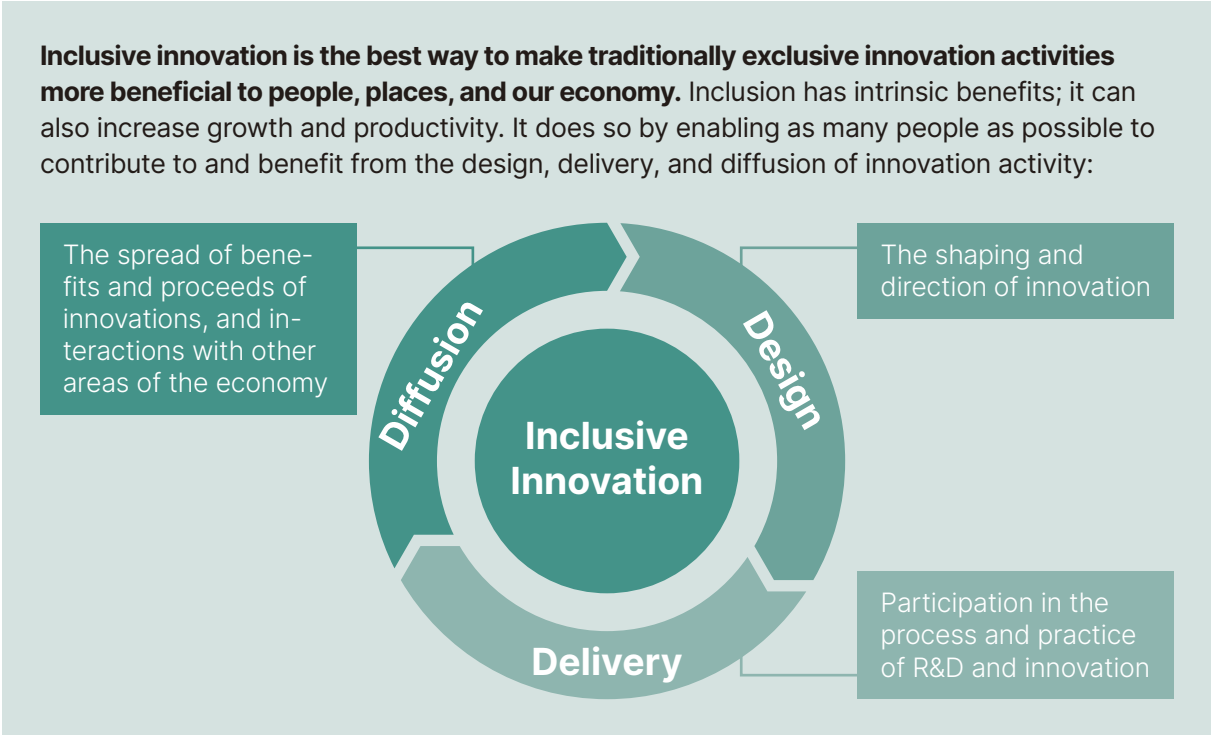 Inclusive innovation is the best way to make traditionally exclusive innovation activities
more beneficial to people, places, and our economy. Inclusion has intrinsic benefits; it can
also increase growth and productivity. It does so by enabling as many people as possible to
contribute to and benefit from the design, delivery, and diffusion of innovation activity:
The spread of bene-
fits and proceeds of
innovations, and in-
teractions with other
areas of the economy
The shaping and
direction of innovation
Diffusion
Design
Inclusive
Innovation
Delivery
Participation in the
process and practice
of R&D and innovation